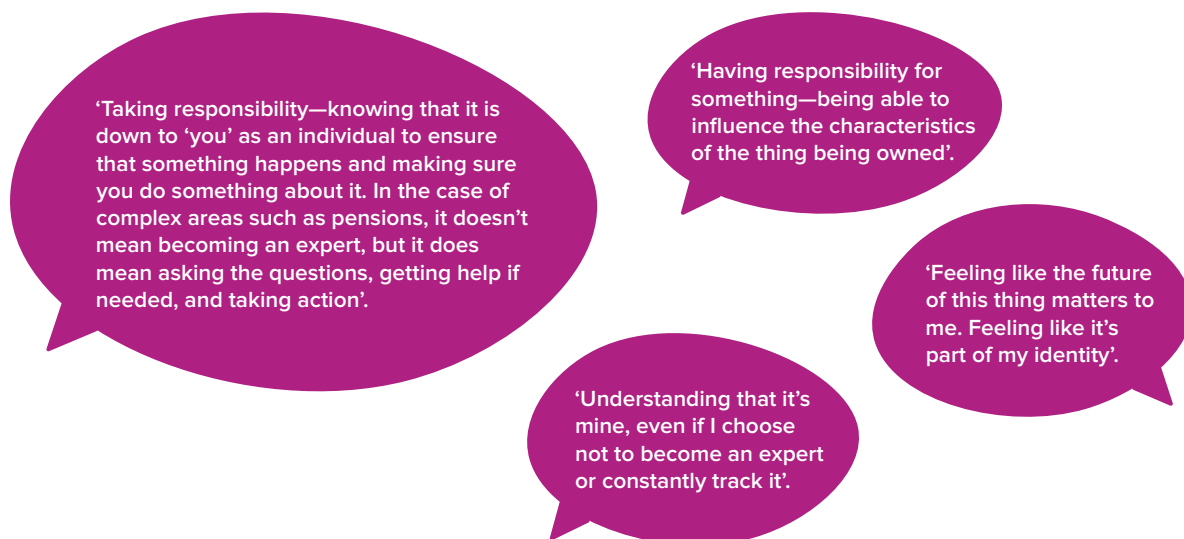 ‘Taking responsibility—knowing that it is
down to ‘you’ as an individual to ensure
that something happens and making sure
you do something about it. In the case of
complex areas such as pensions, it doesn’t
mean becoming an expert, but it does
mean asking the questions, getting help if
needed, and taking action’.
‘Having responsibility for
something—being able to
influence the characteristics
of the thing being owned’.
‘Feeling like the future
of this thing matters to
me. Feeling like it’s
part of my identity’.
‘Understanding that it’s
mine, even if I choose
not to become an expert
or constantly track it’.